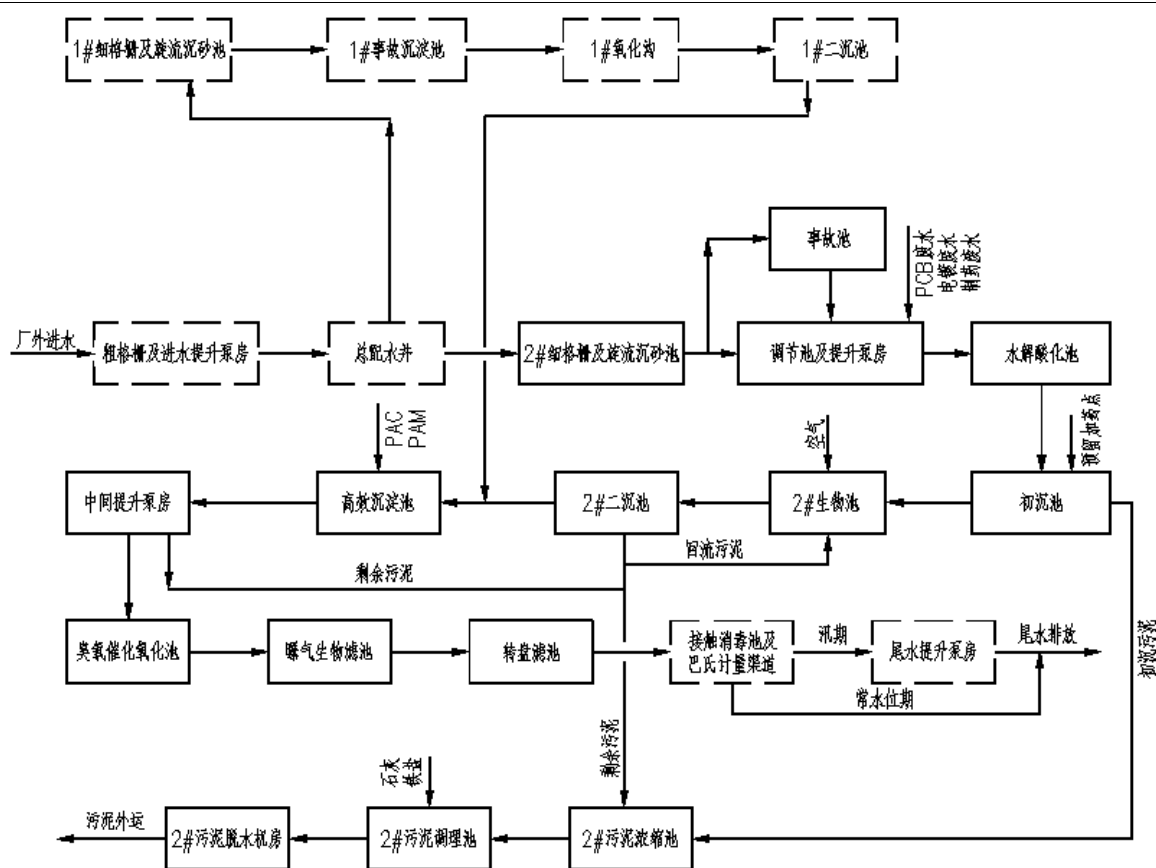 1#细格栅及旋流沉砂池
1#事故沉淀池
1#氧化沟
1#二沉池
事故池
PCB废水
电镀废水
制药废水
厂外进水
粗格栅及进水提升泵房
总配水井
2#细格栅及旋流沉砂池
调节池及提升泵房
水解酸化池
PAC
PAM
空气
预留加药点
中间提升泵房
高效沉淀池
2#二沉池
2#生物池
初沉池
回流污泥
剩余污泥
臭氧催化氧化池
曝气生物滤池
转盘滤池
接触消毒池及
巴氏计量渠道
汛期
尾水提升泵房
尾水排放
初沉污泥
常水位期
剩余污泥
石灰
铁盐
污泥外运
2#污泥脱水机房
2#污泥调理池
2#污泥浓缩池